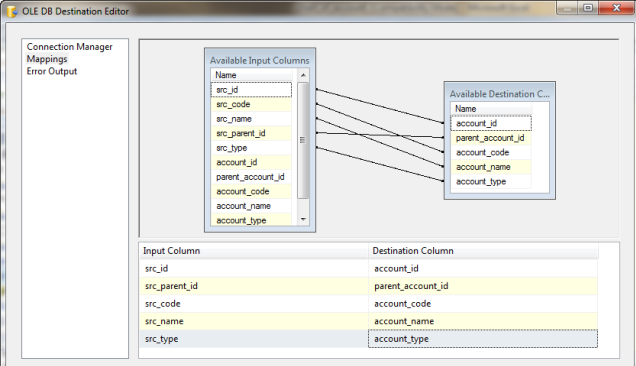 OLE DB Destination Editor
Connection Manager
Mappings
Error Output
Available Input Columns
Name
src_id
src_code
src_name
src_parent_id
src_type
account_id
parent_account_id
account_code
account_name
account_type
Available Destination C...
Name
account_id
parent_account_id
account_code
account_name
account_type
Input Column Destination Column
src_id account_id
src_parent_id parent_account_id
src_code account_code
src_name account_name
src_type account_type